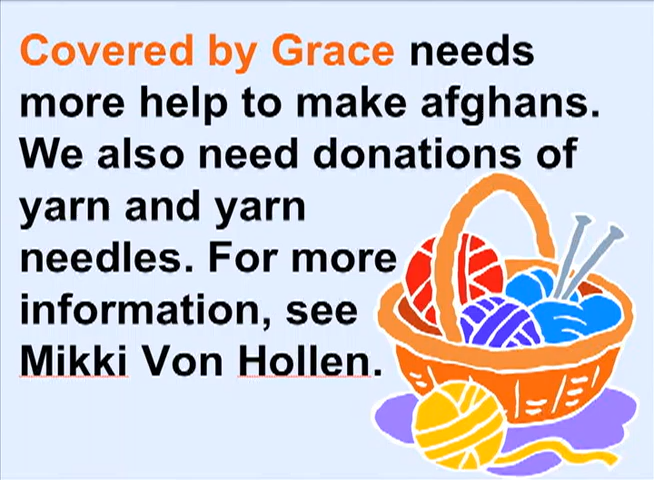 Covered by Grace needs
more help to make afghans.
We also need donations of
yarn and yarn
needles. For more
information, see
Mikki Von Hollen.